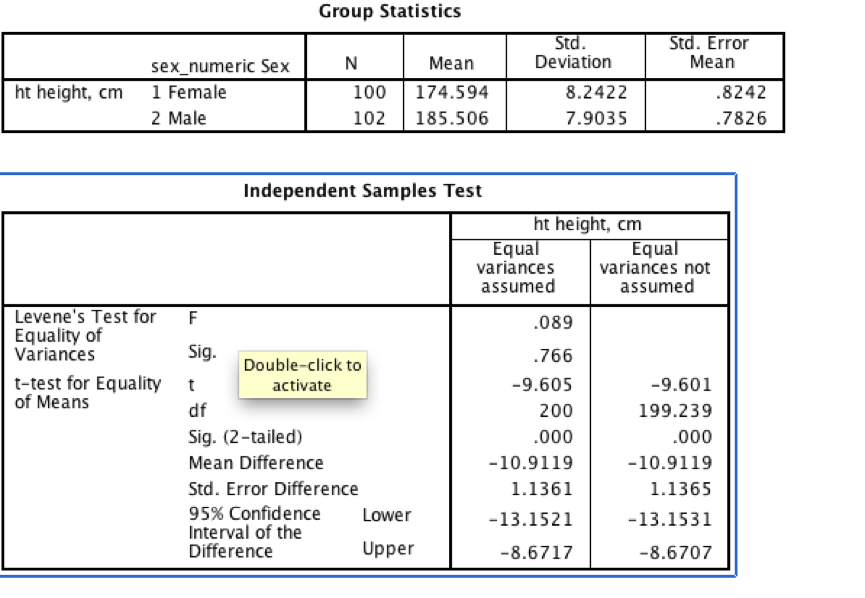 Group Statistics
sex_numeric Sex N Mean Std. Deviation Std. Error Mean
ht height, cm 1 Female 100 174.594 8.2422 .8242
2 Male 102 185.506 7.9035 .7826
Independent Samples Test
ht height, cm
Equal variances assumed Equal variances not assumed
Levene's Test for Equality of Variances F .089
Sig. .766
Double-click to activate
t-test for Equality of Means t -9.605 -9.601
df 200 199.239
Sig. (2-tailed) .000 .000
Mean Difference -10.9119 -10.9119
Std. Error Difference 1.1361 1.1365
95% Confidence Interval of the Difference Lower -13.1521 -13.1531
Upper -8.6717 -8.6707